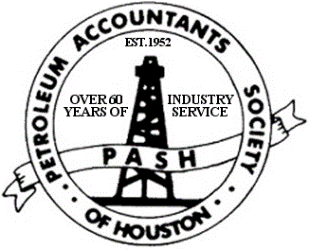 PETROLEUM ACCOUNTANTS SOCIETY
EST.1952
OVER 60 INDUSTRY
YEARS OF SERVICE
PASH
OF HOUSTON